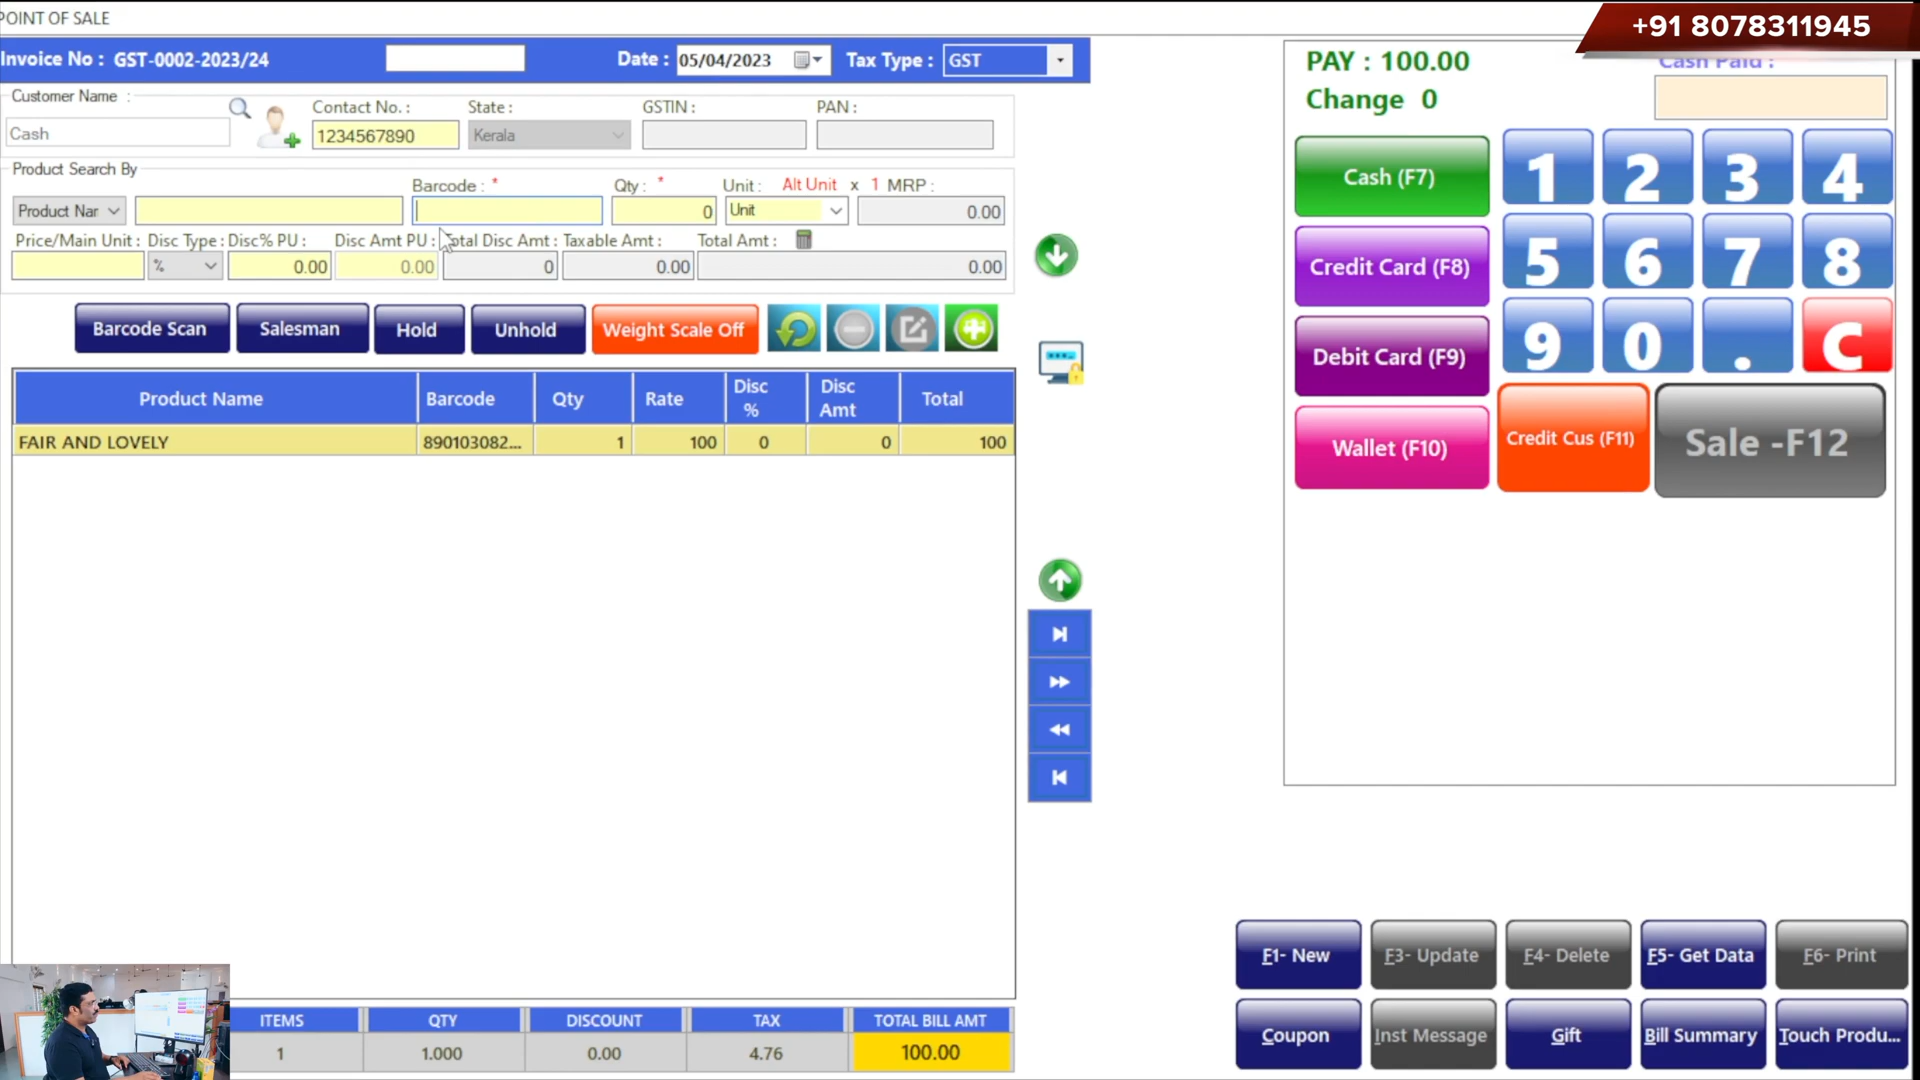 POINT OF SALE
+91 8078311945
Invoice No : GST-0002-2023/24
Date : 05/04/2023
Tax Type : GST
PAY : 100.00
Cash Paid :
Change 0
Customer Name :
Contact No. :
State :
GSTIN :
PAN :
Cash
1234567890
Kerala
Product Search By
Barcode : *
Qty : *
Unit :
Alt Unit x 1
MRP :
Product Nar
0
Unit
0.00
Price/Main Unit :
Disc Type :
Disc% PU :
Disc Amt PU :
Total Disc Amt :
Taxable Amt :
Total Amt :
%
0.00
0.00
0
0.00
0.00
Barcode Scan
Salesman
Hold
Unhold
Weight Scale Off
Product Name
Barcode
Qty
Rate
Disc %
Disc Amt
Total
FAIR AND LOVELY
890103082...
1
100
0
0
100
Cash (F7)
1 2 3 4
Credit Card (F8)
5 6 7 8
Debit Card (F9)
9 0 . C
Wallet (F10)
Credit Cus (F11)
Sale -F12
F1- New
F3- Update
F4- Delete
F5- Get Data
F6- Print
Coupon
Inst Message
Gift
Bill Summary
Touch Produ...
ITEMS
QTY
DISCOUNT
TAX
TOTAL BILL AMT
1
1.000
0.00
4.76
100.00